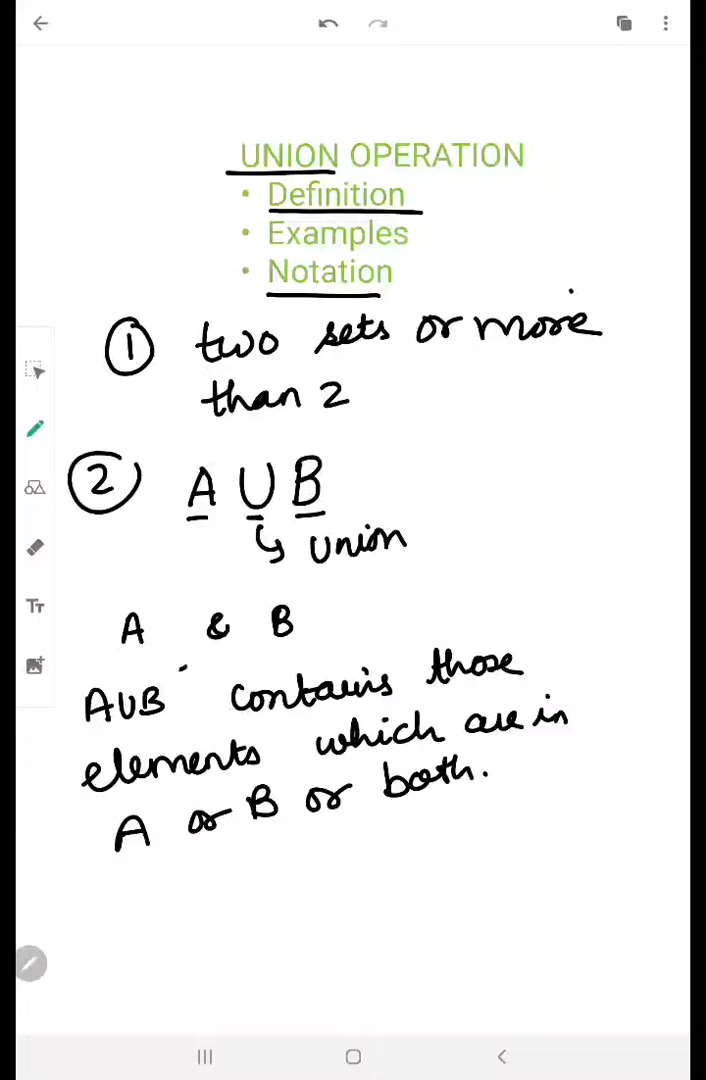 UNION OPERATION
• Definition
• Examples
• Notation
① two sets or more
than 2
② A ∪ B
↳ union
A & B
A∪B contains those
elements which are in
A or B or both.
Tт